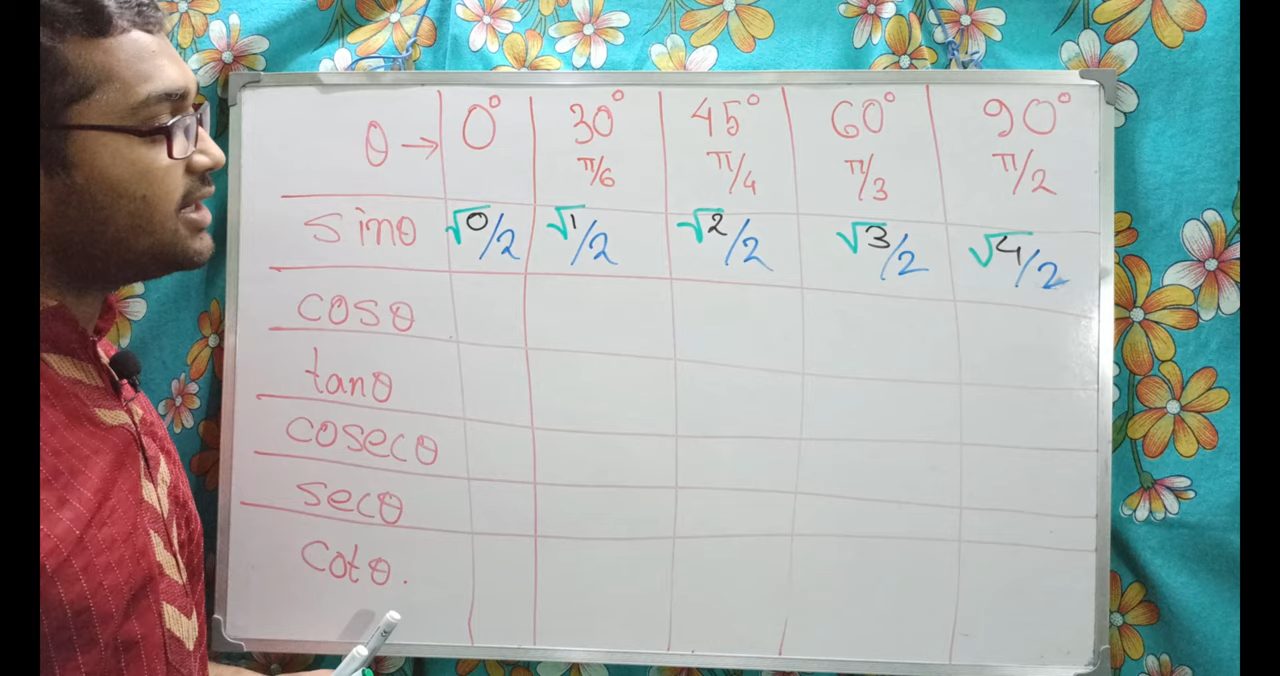 θ → 0° 30° 45° 60° 90°
π/6 π/4 π/3 π/2
sinθ √0/2 √1/2 √2/2 √3/2 √4/2
cosθ
tanθ
cosecθ
secθ
cotθ.